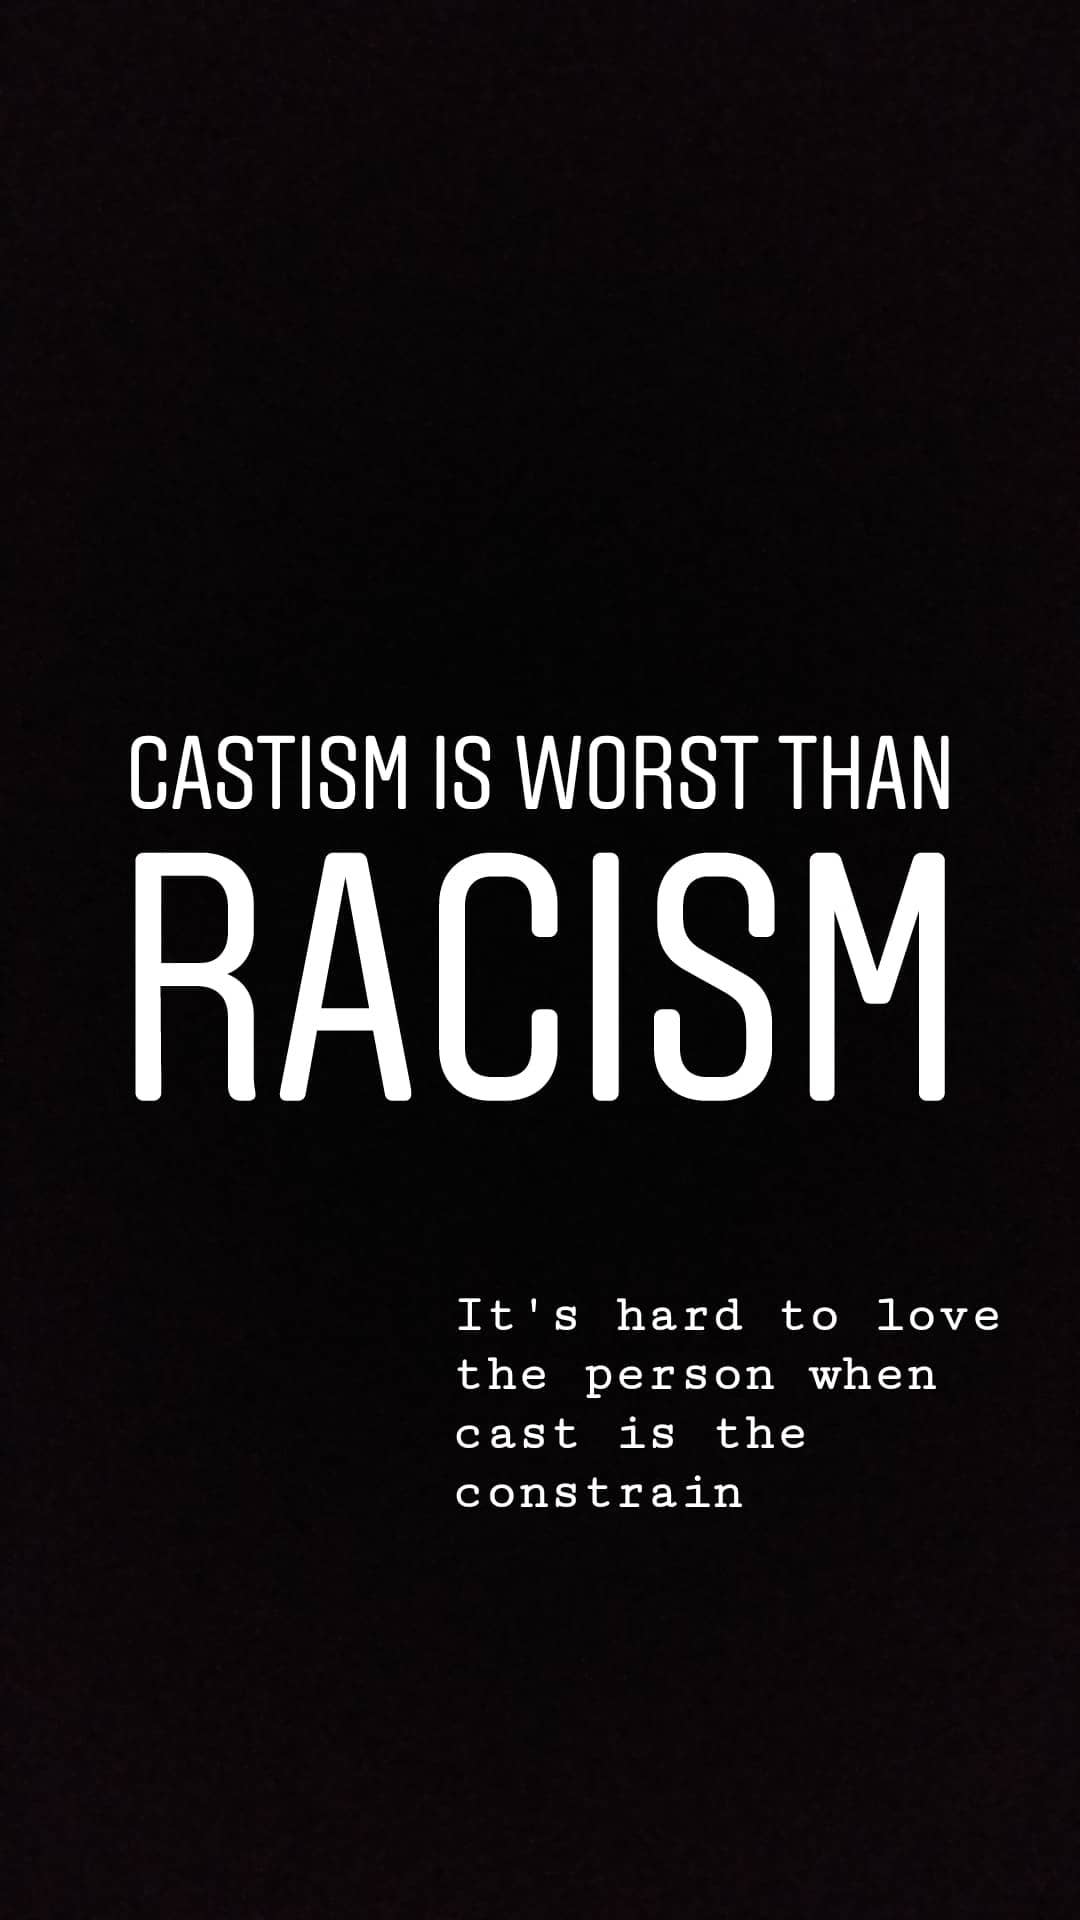 CASTISM IS WORST THAN
RACISM
It's hard to love
the person when
cast is the
constrain